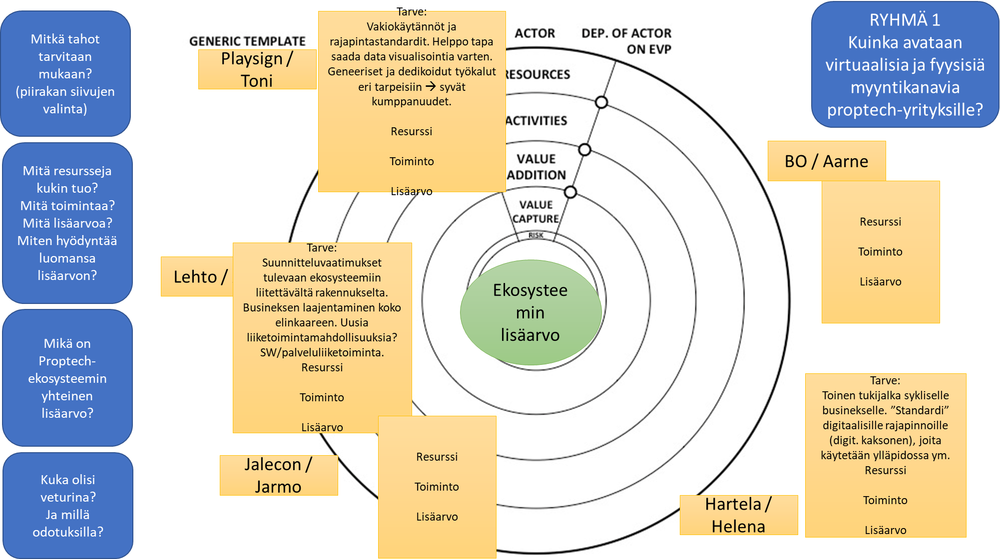 Mitkä tahot
tarvitaan
mukaan?
(piirakan siivujen
valinta)
Mitä resursseja
kukin tuo?
Mitä toimintaa?
Mitä lisäarvoa?
Miten hyödyntää
luomansa
lisäarvon?
Mikä on
Proptech-
ekosysteemin
yhteinen
lisäarvo?
Kuka olisi
veturina?
Ja millä
odotuksilla?
GENERIC TEMPLATE
Playsign /
Toni
Tarve:
Vakiokäytännöt ja
rajapintastandardit. Helppo tapa
saada data visualisointia varten.
Geneeriset ja dedikoidut työkalut
eri tarpeisiin → syvät
kumppanuudet.
Resurssi
Toiminto
Lisäarvo
ACTOR
DEP. OF ACTOR
ON EVP
RESOURCES
ACTIVITIES
VALUE
ADDITION
VALUE
CAPTURE
RISK
Ekosystee
min
lisäarvo
RYHMÄ 1
Kuinka avataan
virtuaalisia ja fyysisiä
myyntikanavia
proptech-yrityksille?
BO / Aarne
Resurssi
Toiminto
Lisäarvo
Lehto /
Tarve:
Suunnitteluvaatimukset
tulevaan ekosysteemiin
liitettävältä rakennukselta.
Busineksen laajentaminen koko
elinkaareen. Uusia
liiketoimintamahdollisuuksia?
SW/palveluliiketoiminta.
Resurssi
Toiminto
Lisäarvo
Jalecon /
Jarmo
Resurssi
Toiminto
Lisäarvo
Hartela /
Helena
Tarve:
Toinen tukijalka sykliselle
businekselle. ”Standardi”
digitaalisille rajapinnoille
(digit. kaksonen), joita
käytetään ylläpidossa ym.
Resurssi
Toiminto
Lisäarvo